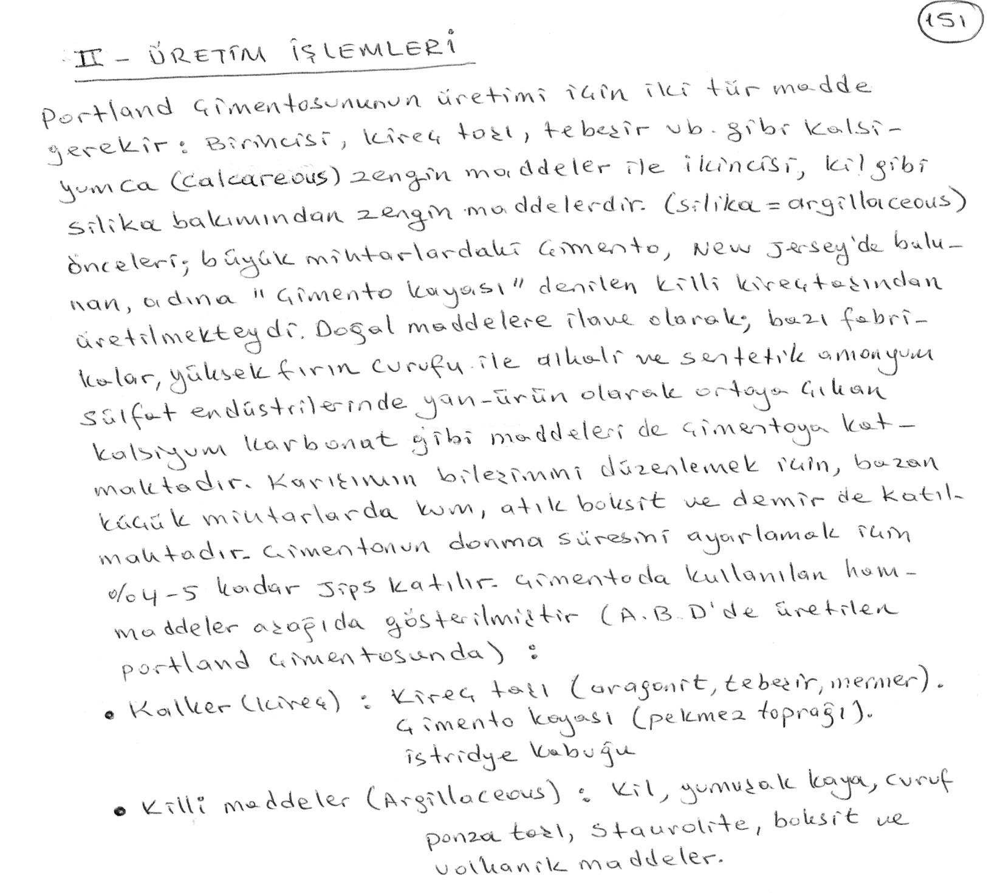 151
II - ÜRETİM İŞLEMLERİ
Portland çimentosununun üretimi için iki tür madde
gerekir: Birincisi, kireç taşı, tebeşir vb. gibi kalsi-
yumca (calcareous) zengin maddeler ile ikincisi, kil gibi
silika bakımından zengin maddelerdir. (silika = argillaceous)
önceleri; büyük miktarlardaki çimento, New Jersey'de bulu-
nan, adına "çimento kayası" denilen killi kireçtaşından
üretilmekteydi. Doğal maddelere ilave olarak; bazı fabri-
kalar, yüksek fırın curufu ile alkali ve sentetik amonyum
sülfat endüstrilerinde yan-ürün olarak ortaya çıkan
kalsiyum karbonat gibi maddeleri de çimentoya kat-
maktadır. Karışımın bileşimini düzenlemek için, bazan
küçük miktarlarda kum, atık boksit ve demir de katıl-
maktadır. Çimentonun donma süresini ayarlamak için
%4-5 kadar Jips katılır. Çimentoda kullanılan ham-
maddeler aşağıda gösterilmiştir (A.B.D'de üretilen
portland çimentosunda) :
• Kalker (kireç) : Kireç taşı (aragonit, tebeşir, mermer).
Çimento kayası (pekmez toprağı).
istridye kabuğu
• Killi maddeler (Argillaceous) : Kil, yumuşak kaya, curuf
ponza taşı, Staurolite, boksit ve
volkanik maddeler.